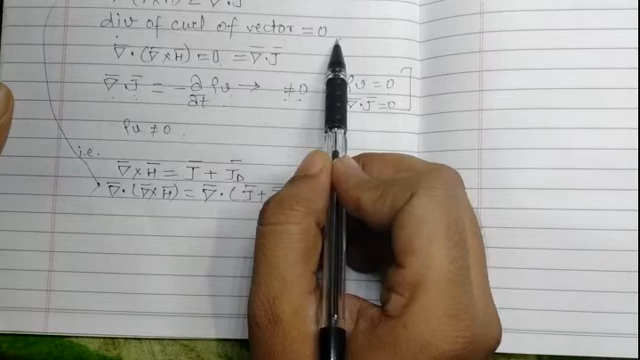 div of curl of vector = 0
∇̄·(∇̄×H̄) = 0 = ∇̄·J̄
∇̄·J̄ = -∂/∂t ρv → ≠0 ρv = 0
∇̄·J̄ = 0
ρv ≠ 0
i.e.
∇̄×H̄ = J̄ + J̄D
∇̄·(∇̄×H̄) = ∇̄·(J̄ +